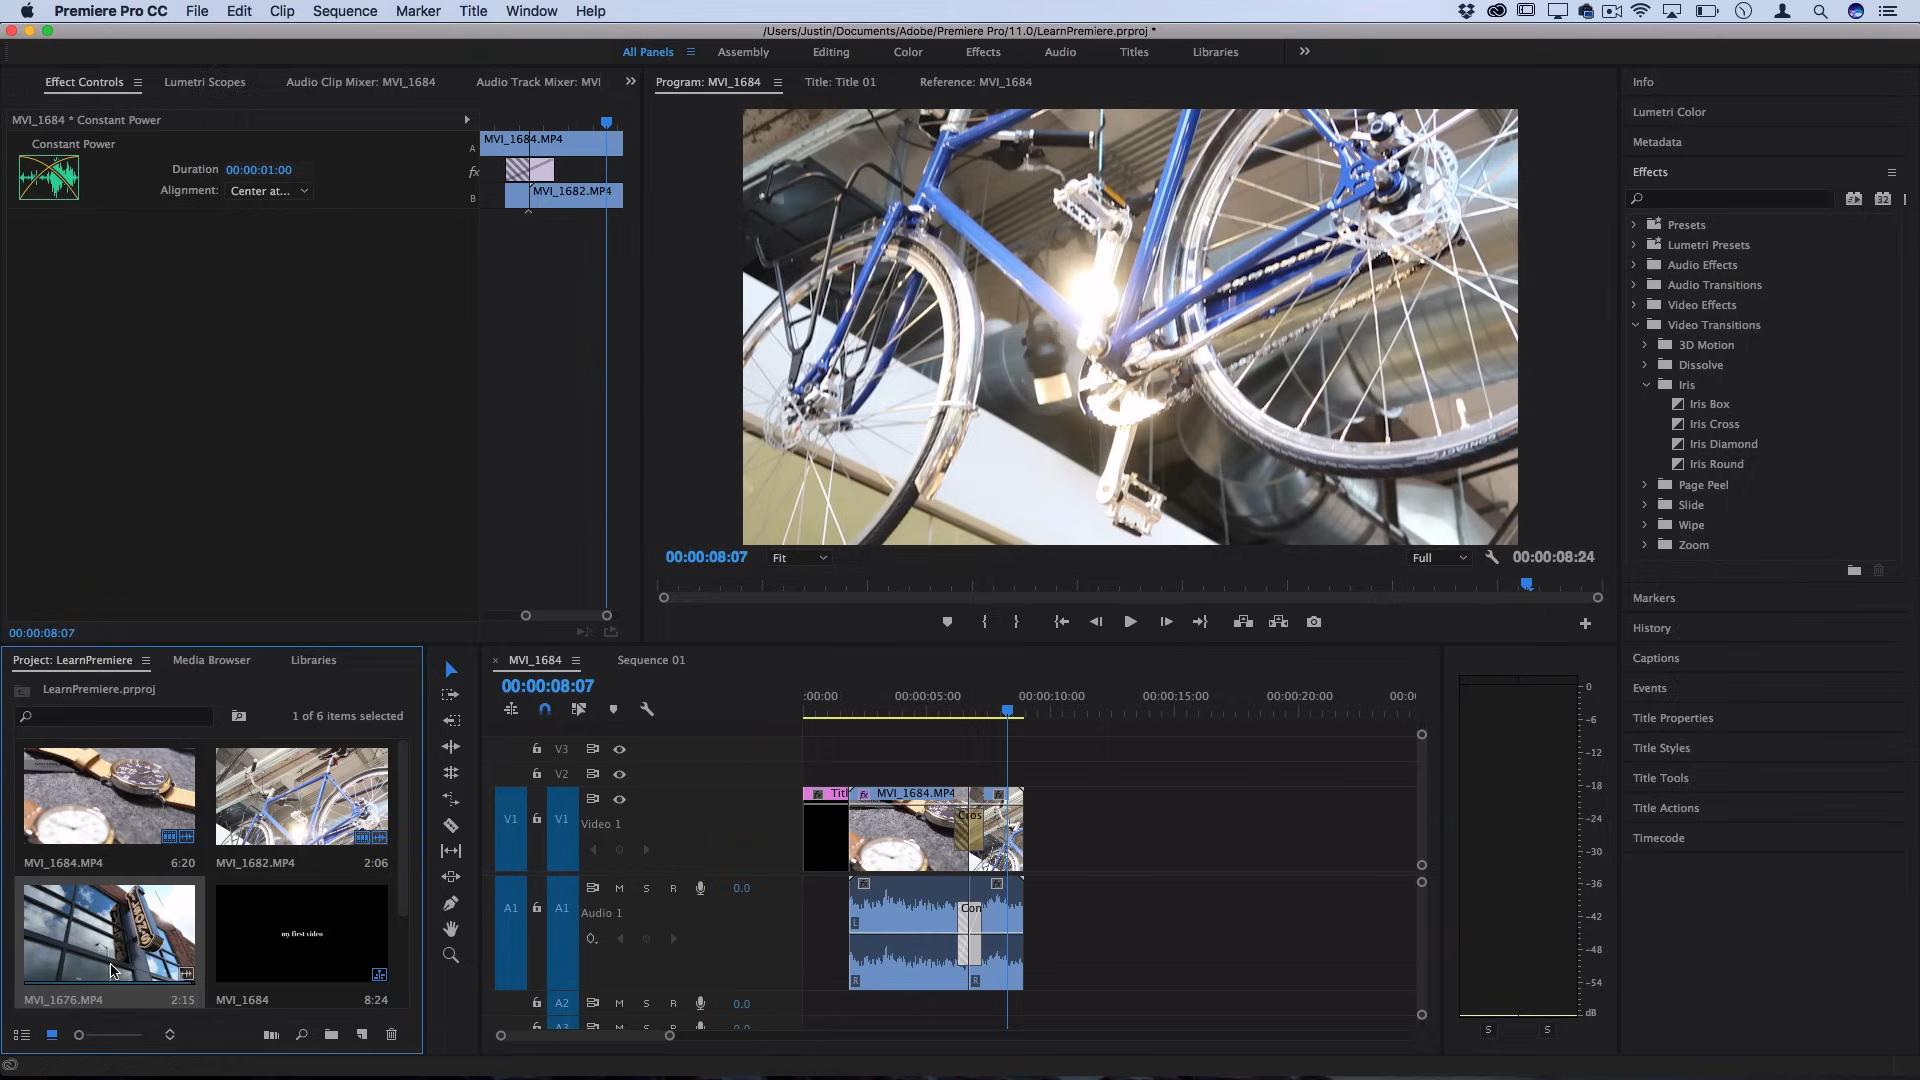 Premiere Pro CC File Edit Clip Sequence Marker Title Window Help
/Users/Justin/Documents/Adobe/Premiere Pro/11.0/LearnPremiere.prproj *
All Panels Assembly Editing Color Effects Audio Titles Libraries
Effect Controls Lumetri Scopes Audio Clip Mixer: MVI_1684 Audio Track Mixer: MVI
MVI_1684 * Constant Power
Constant Power
Duration 00:00:01:00
Alignment: Center at...
A MVI_1684.MP4
fx
B MVI_1682.MP4
00:00:08:07
Program: MVI_1684 Title: Title 01 Reference: MVI_1684
00:00:08:07 Fit Full 00:00:08:24
Info
Lumetri Color
Metadata
Effects
32
Presets
Lumetri Presets
Audio Effects
Audio Transitions
Video Effects
Video Transitions
3D Motion
Dissolve
Iris
Iris Box
Iris Cross
Iris Diamond
Iris Round
Page Peel
Slide
Wipe
Zoom
Markers
History
Captions
Events
Title Properties
Title Styles
Title Tools
Title Actions
Timecode
Project: LearnPremiere Media Browser Libraries
LearnPremiere.prproj
1 of 6 items selected
MVI_1684.MP4 6:20
MVI_1682.MP4 2:06
my first video
MVI_1676.MP4 2:15
MVI_1684 8:24
MVI_1684 Sequence 01
00:00:08:07
:00:00 00:00:05:00 00:00:10:00 00:00:15:00 00:00:20:00 00:0
V3
V2
V1 V1 Video 1
Titl fx MVI_1684.MP4 fx
Cros
A1 A1 M S R 0.0
Audio 1
fx Con fx
L
R R
A2 M S R 0.0
A3 M S R 0.0
0
-6
-12
-18
-24
-30
-36
-42
-48
-54
dB
S S